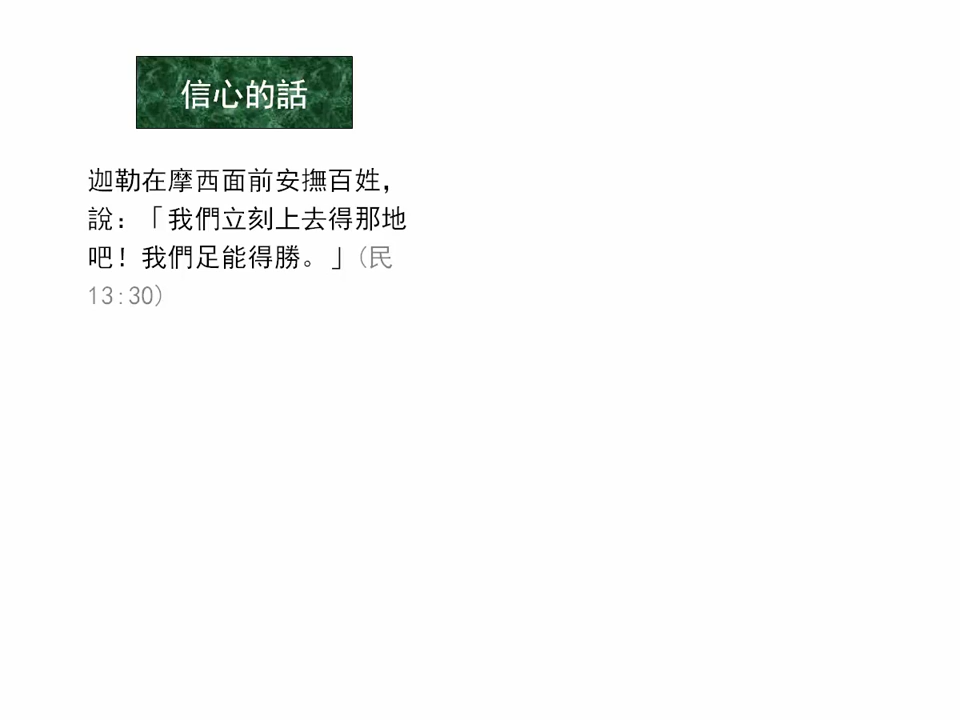 信心的話
迦勒在摩西面前安撫百姓，
說：「我們立刻上去得那地
吧！我們足能得勝。」(民
13:30)